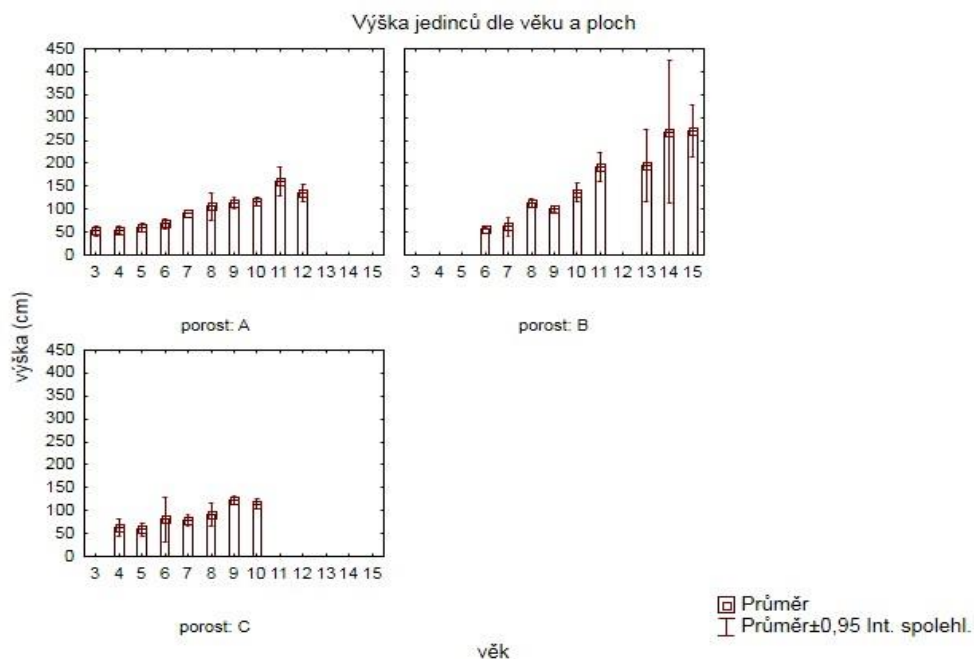 Výška jedinců dle věku a ploch
450
400
350
300
250
200
150
100
50
0
3 4 5 6 7 8 9 10 11 12 13 14 15
porost: A
3 4 5 6 7 8 9 10 11 12 13 14 15
porost: B
výška (cm)
450
400
350
300
250
200
150
100
50
0
3 4 5 6 7 8 9 10 11 12 13 14 15
porost: C
věk
Průměr
Průměr±0,95 Int. spolehl.